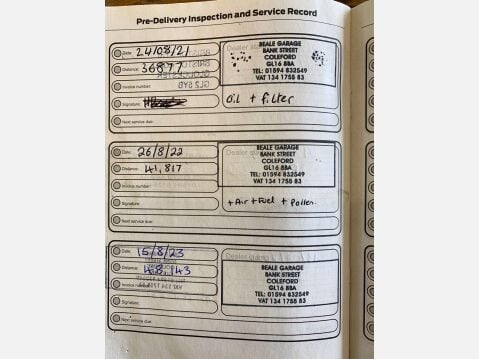 Pre-Delivery Inspection and Service Record
Date: 24/08/21
Distance: 36877
Invoice number:
Signature:
Next service due:
Dealer stamp
BEALE GARAGE
BANK STREET
COLEFORD
GL16 8BA
TEL: 01594 832549
VAT 134 1755 83
Oil + filter
Date: 26/8/22
Distance: 41,817
Invoice number:
Signature:
Next service due:
Dealer stamp
BEALE GARAGE
BANK STREET
COLEFORD
GL16 8BA
TEL: 01594 832549
VAT 134 1755 83
+ Air + Fuel + Pollen.
Date: 15/8/23
Distance: 48,143
Invoice number:
Signature:
Next service due:
Dealer stamp
BEALE GARAGE
BANK STREET
COLEFORD
GL16 8BA
TEL: 01594 832549
VAT 134 1755 83